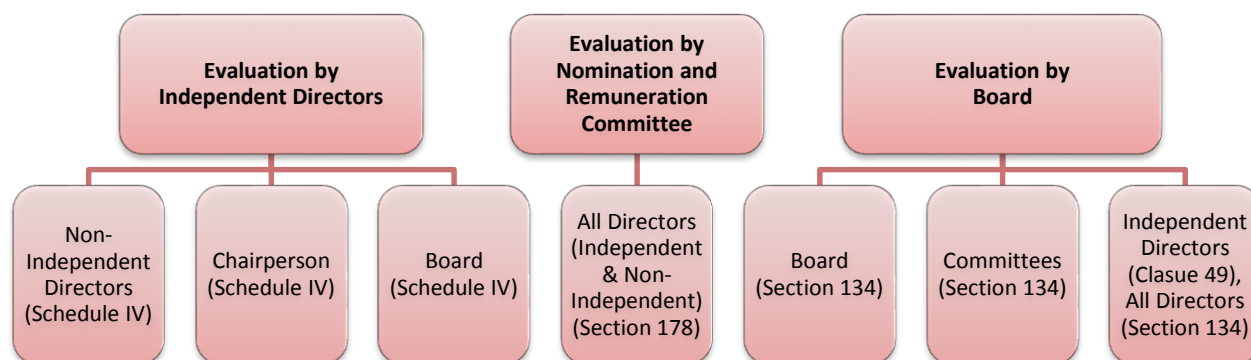 Evaluation by
Independent Directors
Evaluation by
Nomination and
Remuneration
Committee
Evaluation by
Board
Non-
Independent
Directors
(Schedule IV)
Chairperson
(Schedule IV)
Board
(Schedule IV)
All Directors
(Independent
& Non-
Independent)
(Section 178)
Board
(Section 134)
Committees
(Section 134)
Independent
Directors
(Clasue 49),
All Directors
(Section 134)